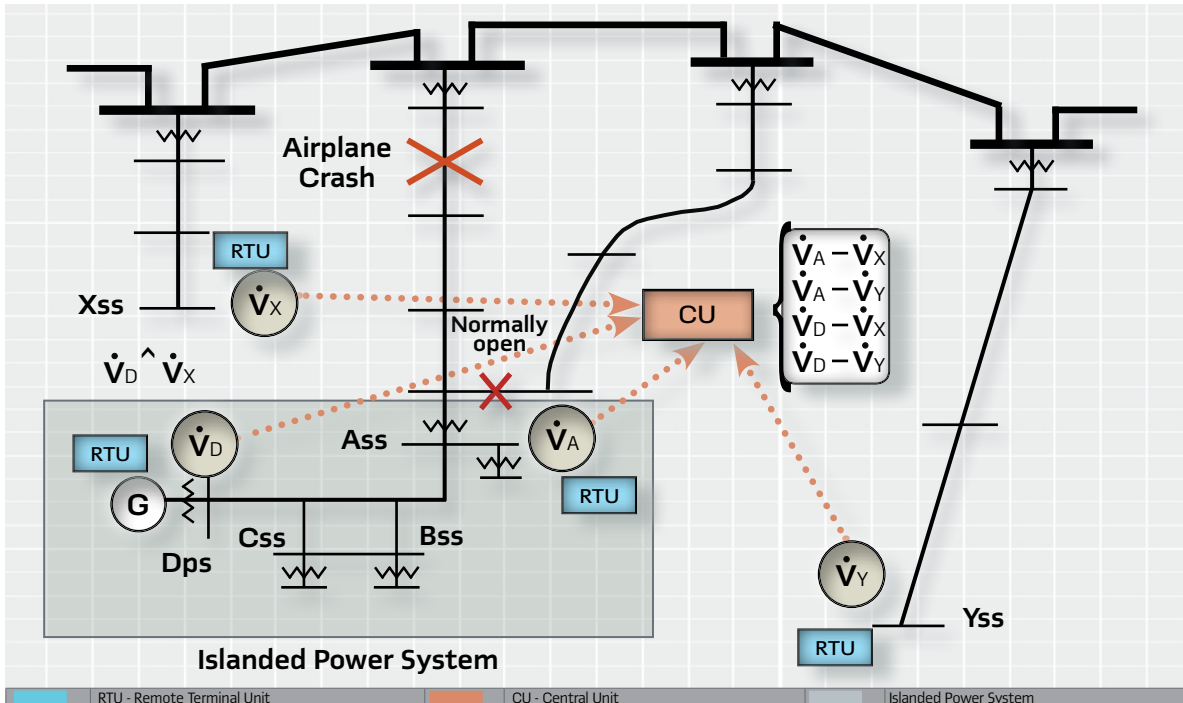 Airplane
Crash
RTU
V̇X
Xss
V̇D ^ V̇X
Normally
open
CU
V̇A − V̇X
V̇A − V̇Y
V̇D − V̇X
V̇D − V̇Y
RTU
V̇D
Ass
V̇A
RTU
G
Dps
Css
Bss
V̇Y
RTU
Yss
Islanded Power System
RTU - Remote Terminal Unit
CU - Central Unit
Islanded Power System